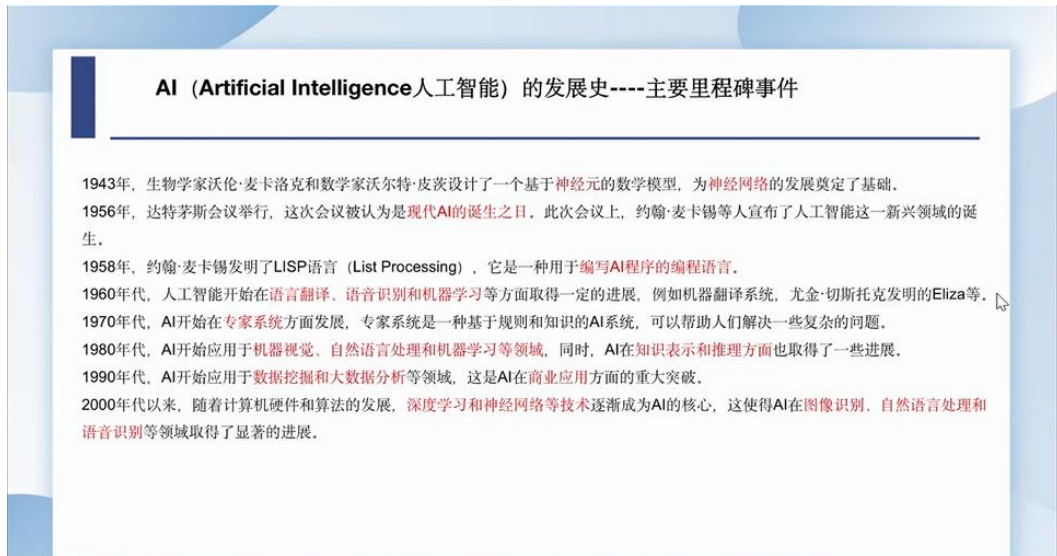 AI（Artificial Intelligence人工智能）的发展史----主要里程碑事件
1943年，生物学家沃伦·麦卡洛克和数学家沃尔特·皮茨设计了一个基于神经元的数学模型，为神经网络的发展奠定了基础。
1956年，达特茅斯会议举行，这次会议被认为是现代AI的诞生之日。此次会议上，约翰·麦卡锡等人宣布了人工智能这一新兴领域的诞
生。
1958年，约翰·麦卡锡发明了LISP语言（List Processing），它是一种用于编写AI程序的编程语言。
1960年代，人工智能开始在语言翻译、语音识别和机器学习等方面取得一定的进展，例如机器翻译系统，尤金·切斯托克发明的Eliza等。
1970年代，AI开始在专家系统方面发展，专家系统是一种基于规则和知识的AI系统，可以帮助人们解决一些复杂的问题。
1980年代，AI开始应用于机器视觉、自然语言处理和机器学习等领域，同时，AI在知识表示和推理方面也取得了一些进展。
1990年代，AI开始应用于数据挖掘和大数据分析等领域，这是AI在商业应用方面的重大突破。
2000年代以来，随着计算机硬件和算法的发展，深度学习和神经网络等技术逐渐成为AI的核心，这使得AI在图像识别、自然语言处理和
语音识别等领域取得了显著的进展。